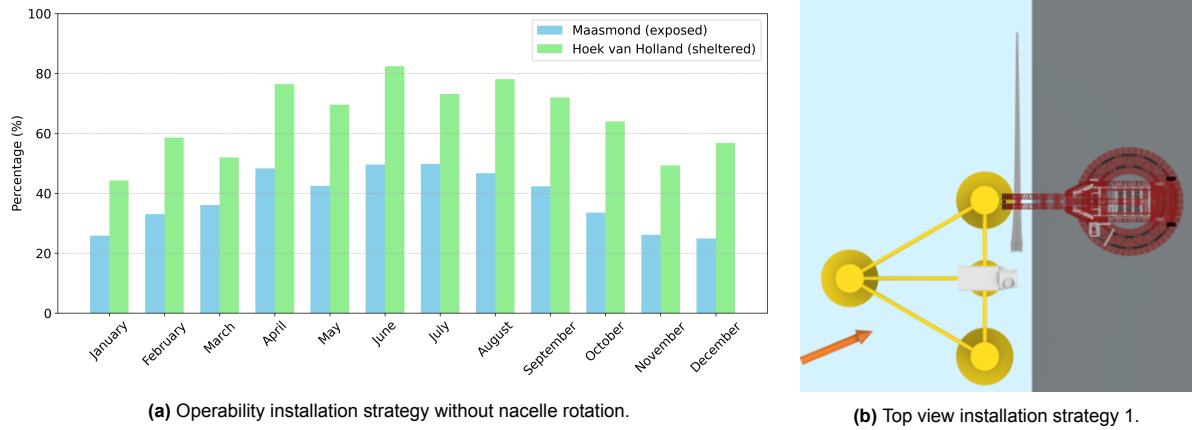 100
80
60
40
20
0
Percentage (%)
Maasmond (exposed)
Hoek van Holland (sheltered)
January
February
March
April
May
June
July
August
September
October
November
December
(a) Operability installation strategy without nacelle rotation.
(b) Top view installation strategy 1.